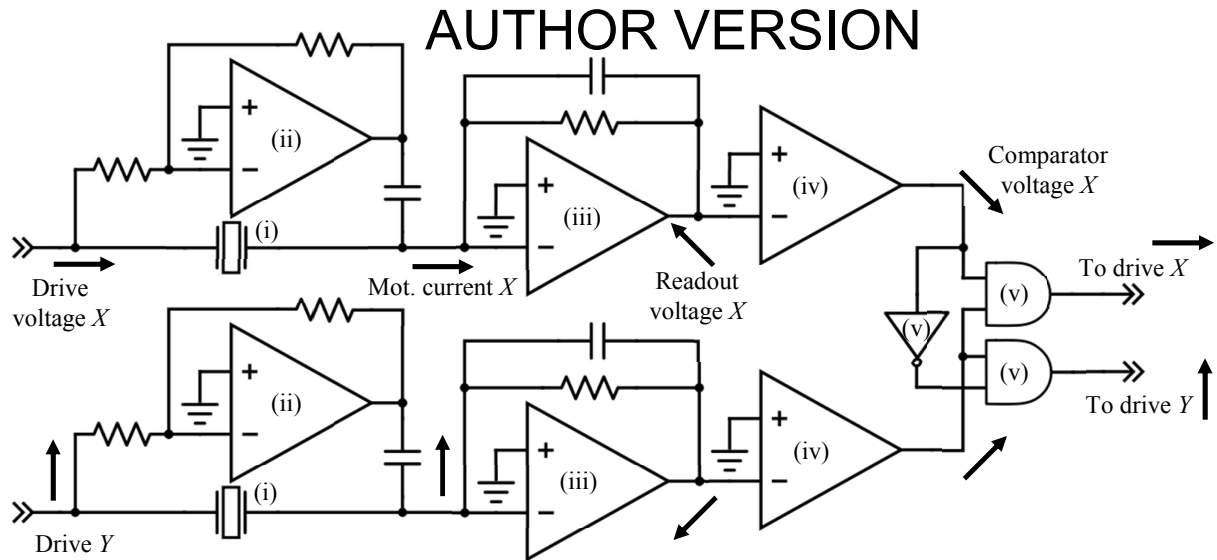 AUTHOR VERSION
+
(ii)
−
+
(iii)
−
+
(iv)
−
Comparator
voltage X
(i)
Drive
voltage X
Mot. current X
Readout
voltage X
(v)
(v)
To drive X
+
(ii)
−
+
(iii)
−
+
(iv)
−
(v)
To drive Y
(i)
Drive Y